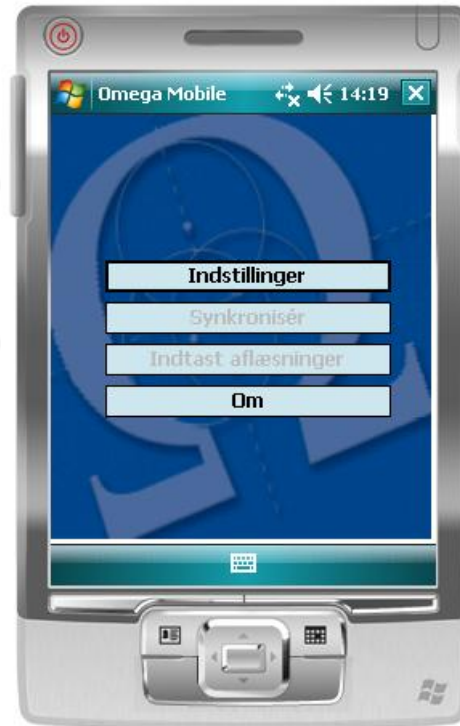 Omega Mobile 14:19
Indstillinger
Synkronisér
Indtast aflæsninger
Om